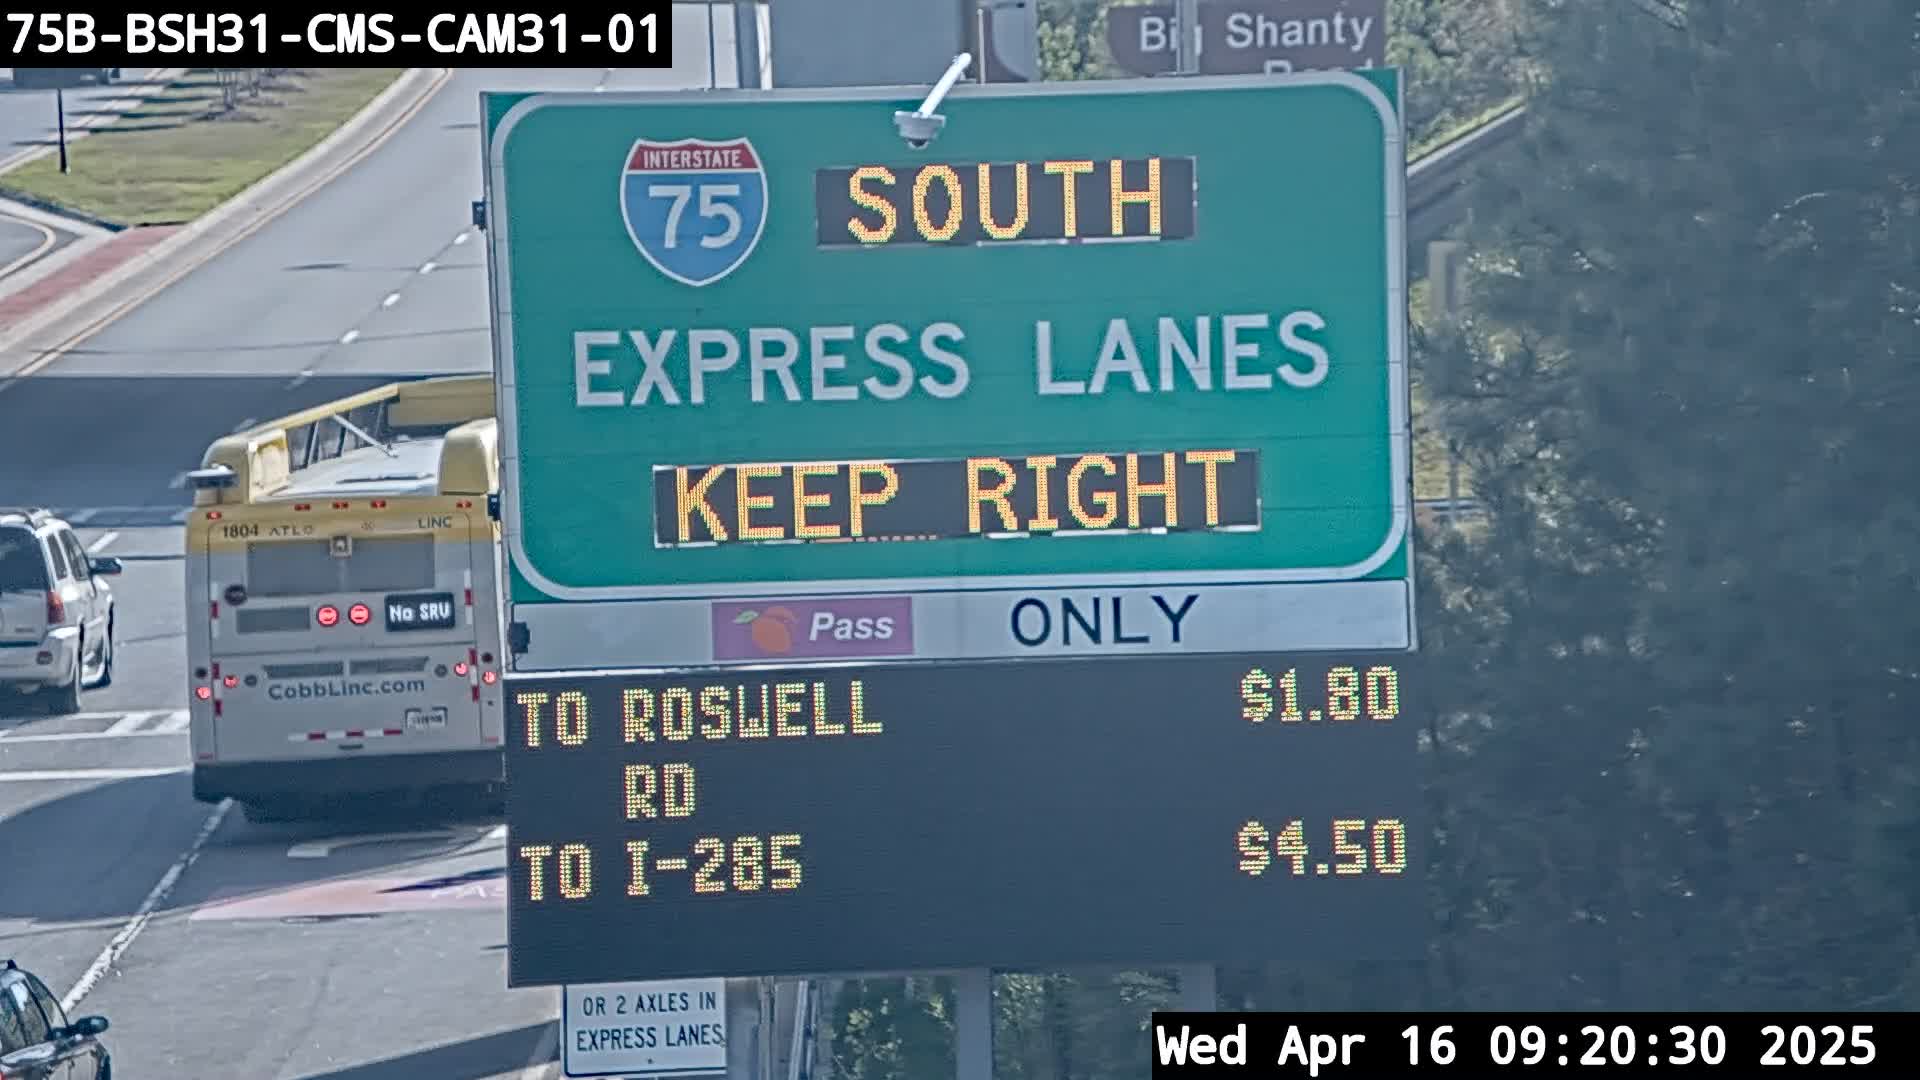 75B-BSH31-CMS-CAM31-01
Big Shanty
INTERSTATE
75
SOUTH
EXPRESS LANES
KEEP RIGHT
Pass ONLY
TO ROSWELL $1.80
RD
TO I-285 $4.50
OR 2 AXLES IN
EXPRESS LANES
1804 ATLO LINC
No SRV
CobbLinc.com
Wed Apr 16 09:20:30 2025